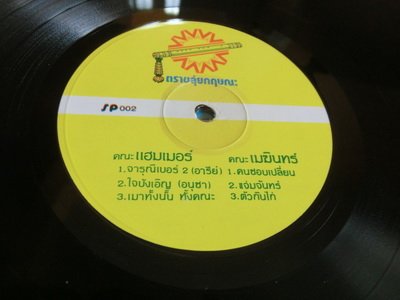 ตราขลุ่ยกฤษณะ
SP 002
คณะ แฮมเมอร์ คณะ เมฆินทร์
1. จารุณีเบอร์ 2 (อารีย์) 1. คนชอบเปลี่ยน
2. ใจบังเอิญ (อนุชา) 2. แจ่มจันทร์
3. เมาทั้งนั้น ทั้งคณะ 3. ตัวกินไก่